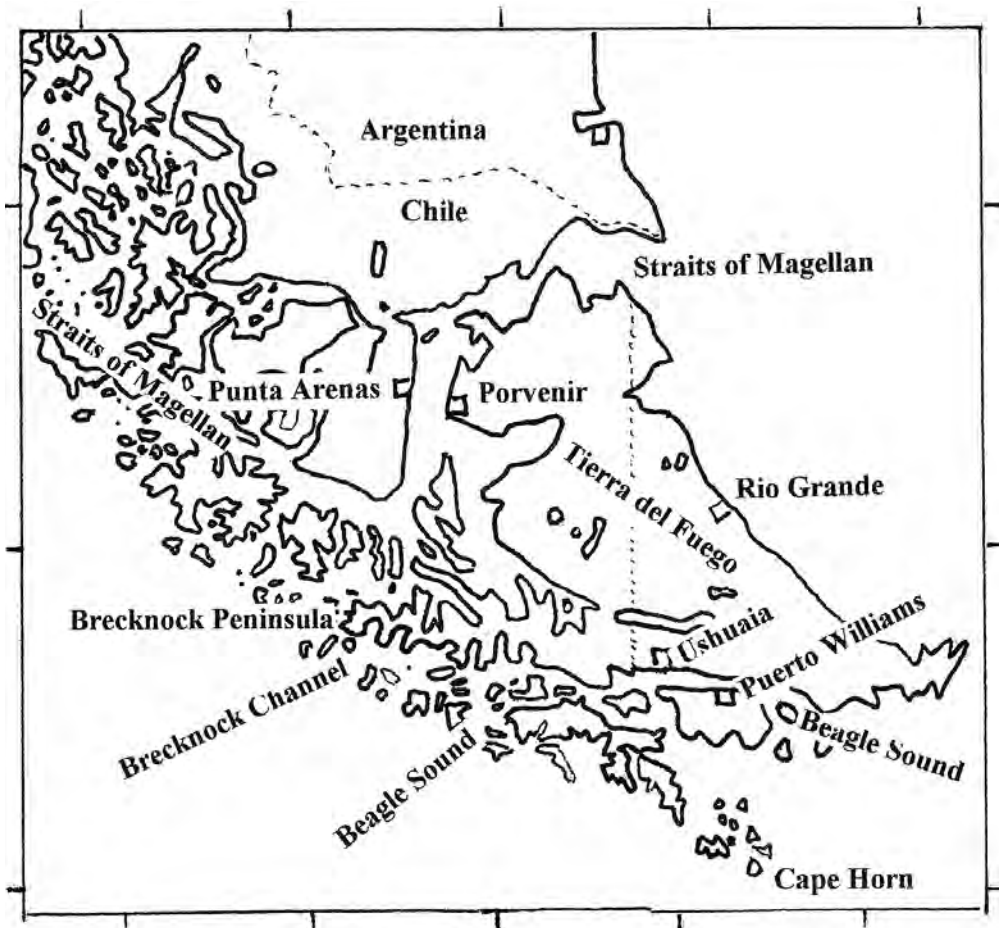 Argentina
Chile
Straits of Magellan
Straits of Magellan
Punta Arenas
Porvenir
Tierra del Fuego
Rio Grande
Brecknock Peninsula
Ushuaia
Puerto Williams
Brecknock Channel
Beagle Sound
Beagle Sound
Cape Horn